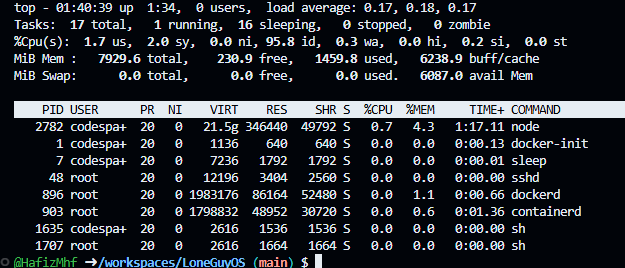 top - 01:40:39 up  1:34,  0 users,  load average: 0.17, 0.18, 0.17
Tasks:  17 total,   1 running,  16 sleeping,   0 stopped,   0 zombie
%Cpu(s):  1.7 us,  2.0 sy,  0.0 ni, 95.8 id,  0.3 wa,  0.0 hi,  0.2 si,  0.0 st
MiB Mem :   7929.6 total,    230.9 free,   1459.8 used,   6238.9 buff/cache
MiB Swap:      0.0 total,      0.0 free,      0.0 used.   6087.0 avail Mem
PID USER      PR  NI    VIRT    RES    SHR S  %CPU  %MEM     TIME+ COMMAND
2782 codespa+  20   0   21.5g 346440  49792 S   0.7   4.3   1:17.11 node
1 codespa+  20   0    1136    640    640 S   0.0   0.0   0:00.13 docker-init
7 codespa+  20   0    7236   1792   1792 S   0.0   0.0   0:00.01 sleep
48 root      20   0   12196   3404   2560 S   0.0   0.0   0:00.00 sshd
896 root      20   0 1983176  86164  52480 S   0.0   1.1   0:00.66 dockerd
903 root      20   0 1798832  48952  30720 S   0.0   0.6   0:01.36 containerd
1635 codespa+  20   0    2616   1536   1536 S   0.0   0.0   0:00.00 sh
1707 root      20   0    2616   1664   1664 S   0.0   0.0   0:00.00 sh
@HafizMhf ➜/workspaces/LoneGuyOS (main) $